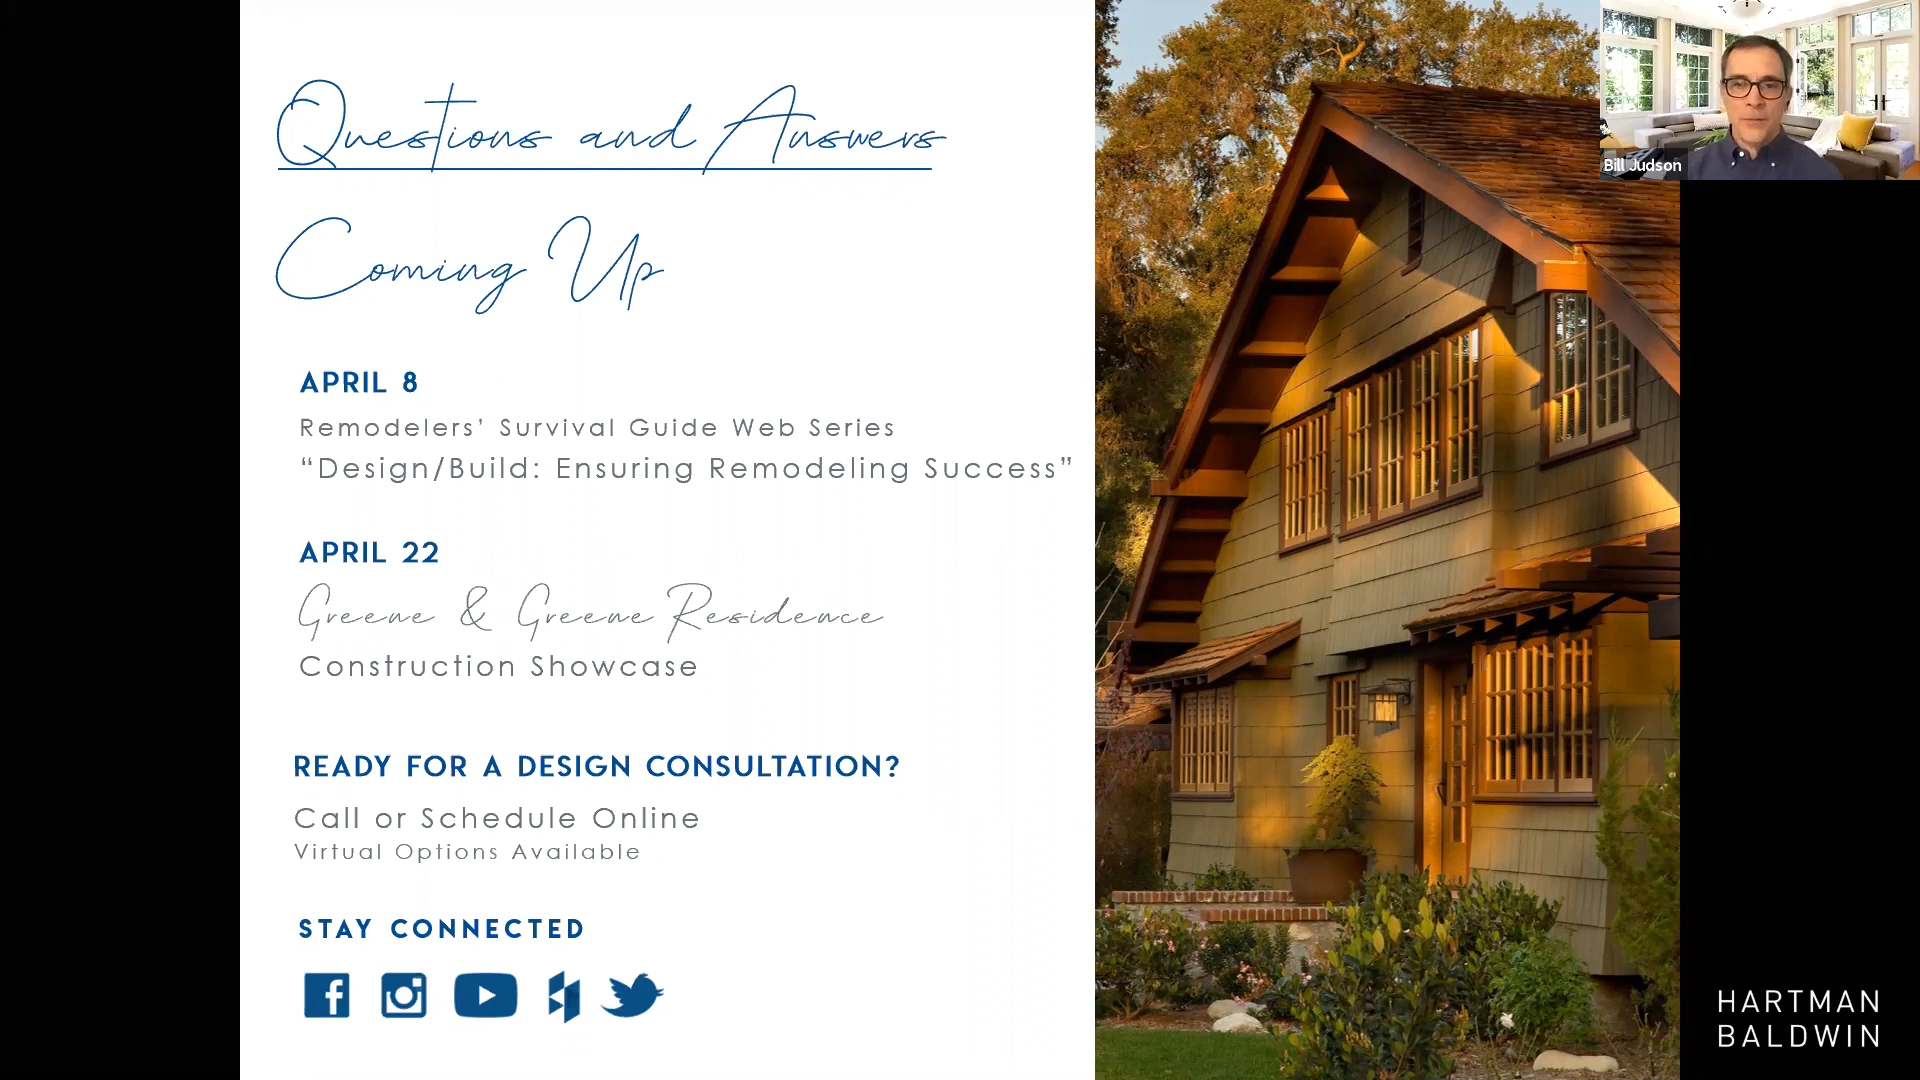 Questions and Answers
Coming Up
APRIL 8
Remodelers’ Survival Guide Web Series
“Design/Build: Ensuring Remodeling Success”
APRIL 22
Greene & Greene Residence
Construction Showcase
READY FOR A DESIGN CONSULTATION?
Call or Schedule Online
Virtual Options Available
STAY CONNECTED
Bill Judson
HARTMAN
BALDWIN